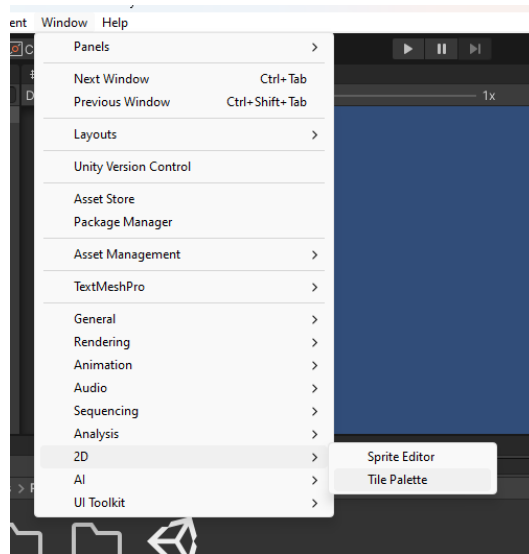 ent Window Help
Panels
Next Window Ctrl+Tab
Previous Window Ctrl+Shift+Tab
1x
Layouts
Unity Version Control
Asset Store
Package Manager
Asset Management
TextMeshPro
General
Rendering
Animation
Audio
Sequencing
Analysis
2D
Sprite Editor
AI
Tile Palette
UI Toolkit